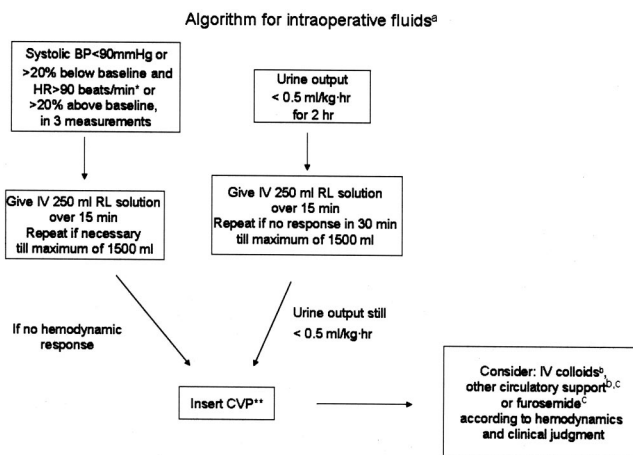 Algorithm for intraoperative fluidsᵃ
Systolic BP<90mmHg or
>20% below baseline and
HR>90 beats/min* or
>20% above baseline,
in 3 measurements
Urine output
< 0.5 ml/kg·hr
for 2 hr
Give IV 250 ml RL solution
over 15 min
Repeat if necessary
till maximum of 1500 ml
Give IV 250 ml RL solution
over 15 min
Repeat if no response in 30 min
till maximum of 1500 ml
If no hemodynamic
response
Urine output still
< 0.5 ml/kg·hr
Insert CVP**
Consider: IV colloidsᵇ,
other circulatory supportᵇ,ᶜ
or furosemideᶜ
according to hemodynamics
and clinical judgment